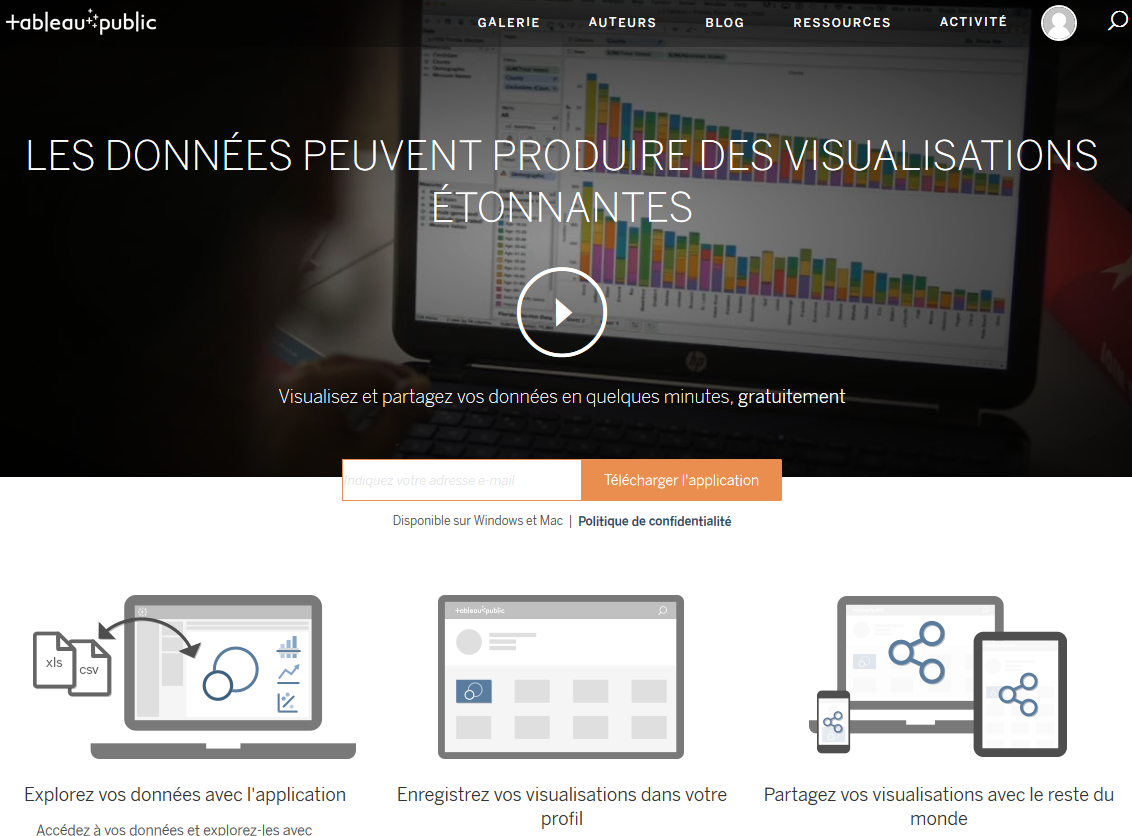 +ableau+public
GALERIE
AUTEURS
BLOG
RESSOURCES
ACTIVITÉ
LES DONNÉES PEUVENT PRODUIRE DES VISUALISATIONS
ÉTONNANTES
Visualisez et partagez vos données en quelques minutes, gratuitement
Indiquez votre adresse e-mail
Télécharger l'application
Disponible sur Windows et Mac | Politique de confidentialité
xls
csv
+ableau+public
Explorez vos données avec l'application
Accédez à vos données et explorez-les avec
Enregistrez vos visualisations dans votre
profil
Partagez vos visualisations avec le reste du
monde